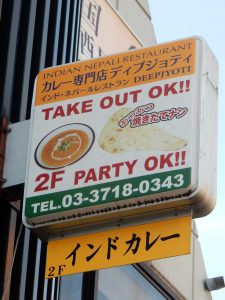 INDIAN NEPALI RESTAURANT
カレー専門店ディプジョティ
インド・ネパールレストラン DEEPJYOTI
TAKE OUT OK!!
焼きたてナン
2F PARTY OK!!
TEL.03-3718-0343
インドカレー
2F